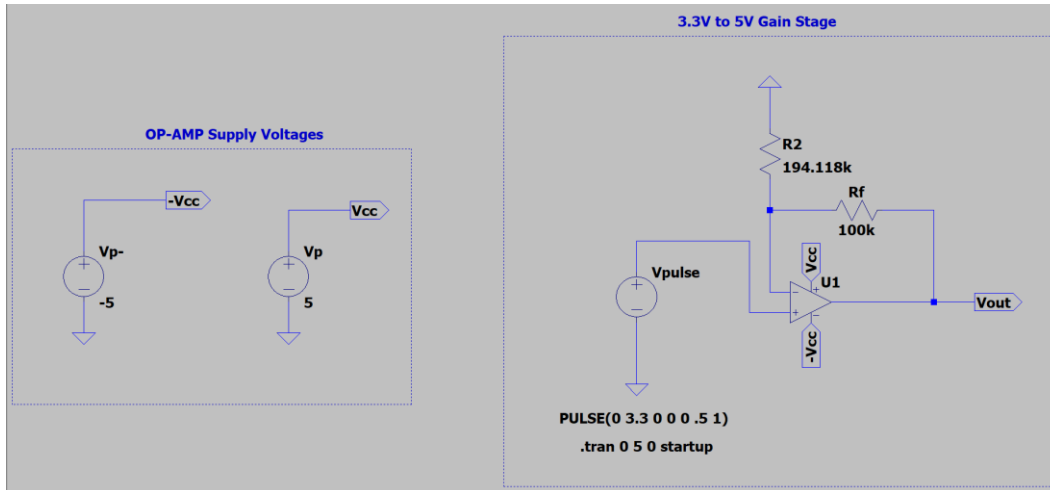 OP-AMP Supply Voltages
-Vcc
Vp-
-5
Vcc
Vp
5
3.3V to 5V Gain Stage
R2
194.118k
Rf
100k
Vpulse
Vcc
U1
-Vcc
Vout
PULSE(0 3.3 0 0 0 .5 1)
.tran 0 5 0 startup